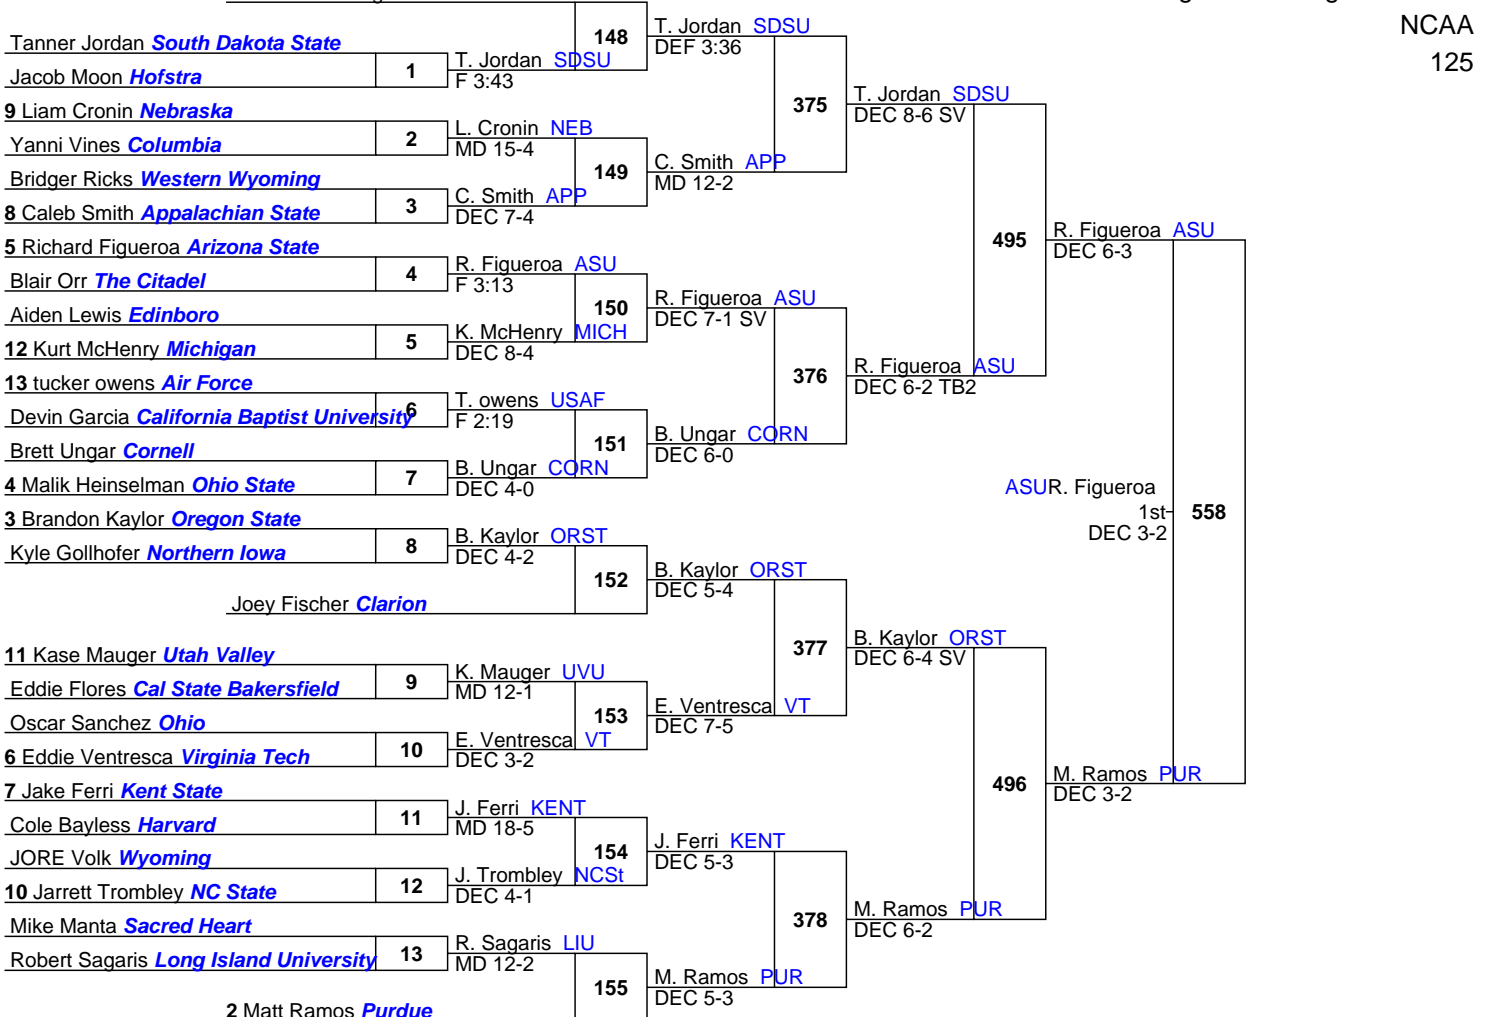 NCAA
125
Tanner Jordan South Dakota State
Jacob Moon Hofstra
9 Liam Cronin Nebraska
Yanni Vines Columbia
Bridger Ricks Western Wyoming
8 Caleb Smith Appalachian State
5 Richard Figueroa Arizona State
Blair Orr The Citadel
Aiden Lewis Edinboro
12 Kurt McHenry Michigan
13 tucker owens Air Force
Devin Garcia California Baptist University
Brett Ungar Cornell
4 Malik Heinselman Ohio State
3 Brandon Kaylor Oregon State
Kyle Gollhofer Northern Iowa
Joey Fischer Clarion
11 Kase Mauger Utah Valley
Eddie Flores Cal State Bakersfield
Oscar Sanchez Ohio
6 Eddie Ventresca Virginia Tech
7 Jake Ferri Kent State
Cole Bayless Harvard
JORE Volk Wyoming
10 Jarrett Trombley NC State
Mike Manta Sacred Heart
Robert Sagaris Long Island University
2 Matt Ramos Purdue
1
2
3
4
5
6
7
8
9
10
11
12
13
T. Jordan SDSU
F 3:43
L. Cronin NEB
MD 15-4
C. Smith APP
DEC 7-4
R. Figueroa ASU
F 3:13
K. McHenry MICH
DEC 8-4
T. owens USAF
F 2:19
B. Ungar CORN
DEC 4-0
B. Kaylor ORST
DEC 4-2
K. Mauger UVU
MD 12-1
E. Ventresca VT
DEC 3-2
J. Ferri KENT
MD 18-5
J. Trombley NCSt
DEC 4-1
R. Sagaris LIU
MD 12-2
148
149
150
151
152
153
154
155
T. Jordan SDSU
DEF 3:36
C. Smith APP
MD 12-2
R. Figueroa ASU
DEC 7-1 SV
B. Ungar CORN
DEC 6-0
B. Kaylor ORST
DEC 5-4
E. Ventresca VT
DEC 7-5
J. Ferri KENT
DEC 5-3
M. Ramos PUR
DEC 5-3
375
376
377
378
T. Jordan SDSU
DEC 8-6 SV
R. Figueroa ASU
DEC 6-2 TB2
B. Kaylor ORST
DEC 6-4 SV
M. Ramos PUR
DEC 6-2
495
496
R. Figueroa ASU
DEC 6-3
M. Ramos PUR
DEC 3-2
558
ASUR. Figueroa
1st
DEC 3-2